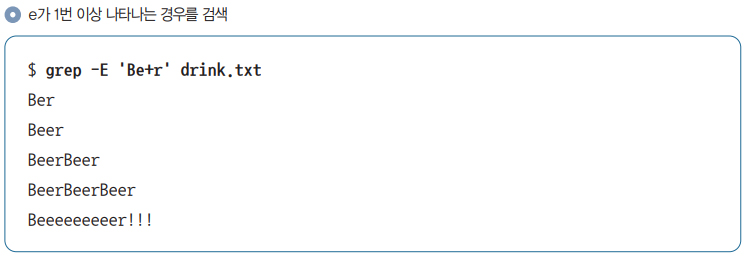 e가 1번 이상 나타나는 경우를 검색
$ grep -E 'Be+r' drink.txt
Ber
Beer
BeerBeer
BeerBeerBeer
Beeeeeeeeer!!!